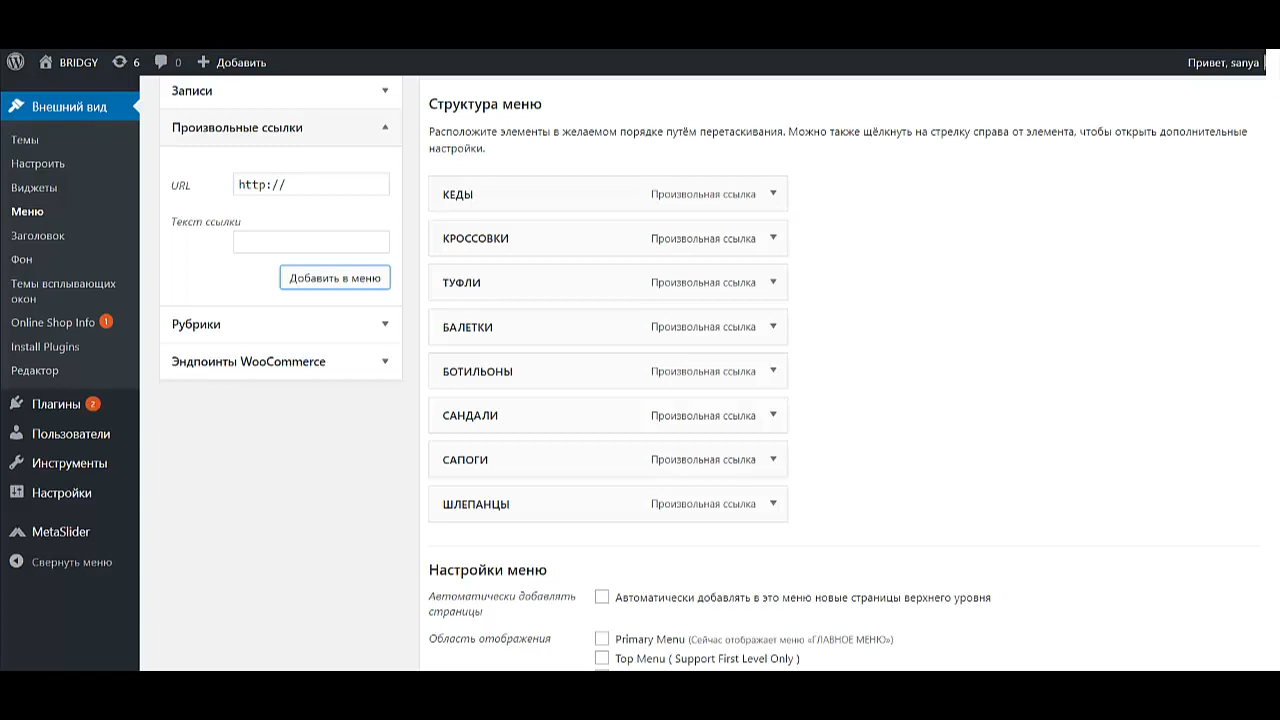 BRIDGY 6 0 Добавить Привет, sanya
Внешний вид
Темы
Настроить
Виджеты
Меню
Заголовок
Фон
Темы всплывающих
окон
Online Shop Info 1
Install Plugins
Редактор
Плагины 2
Пользователи
Инструменты
Настройки
MetaSlider
Свернуть меню
Записи
Произвольные ссылки
URL http://
Текст ссылки
Добавить в меню
Рубрики
Эндпоинты WooCommerce
Структура меню
Расположите элементы в желаемом порядке путём перетаскивания. Можно также щёлкнуть на стрелку справа от элемента, чтобы открыть дополнительные
настройки.
КЕДЫ Произвольная ссылка
КРОССОВКИ Произвольная ссылка
ТУФЛИ Произвольная ссылка
БАЛЕТКИ Произвольная ссылка
БОТИЛЬОНЫ Произвольная ссылка
САНДАЛИ Произвольная ссылка
САПОГИ Произвольная ссылка
ШЛЕПАНЦЫ Произвольная ссылка
Настройки меню
Автоматически добавлять
страницы
Автоматически добавлять в это меню новые страницы верхнего уровня
Область отображения
Primary Menu (Сейчас отображает меню «ГЛАВНОЕ МЕНЮ»)
Top Menu ( Support First Level Only )